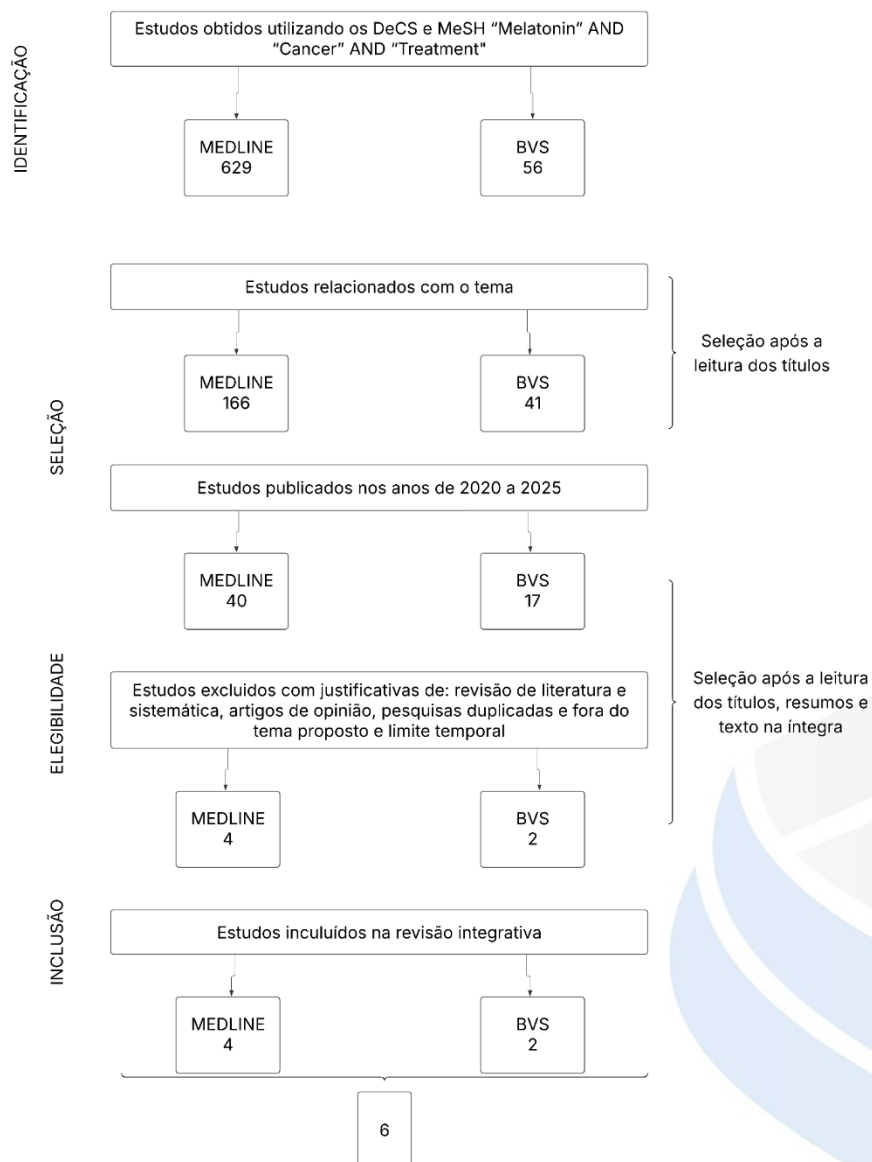 Estudos obtidos utilizando os DeCS e MeSH “Melatonin” AND
“Cancer” AND “Treatment"
IDENTIFICAÇÃO
MEDLINE
629
BVS
56
Estudos relacionados com o tema
Seleção após a
leitura dos títulos
MEDLINE
166
BVS
41
SELEÇÃO
Estudos publicados nos anos de 2020 a 2025
MEDLINE
40
BVS
17
ELEGIBILIDADE
Estudos excluidos com justificativas de: revisão de literatura e
sistemática, artigos de opinião, pesquisas duplicadas e fora do
tema proposto e limite temporal
Seleção após a leitura
dos títulos, resumos e
texto na íntegra
MEDLINE
4
BVS
2
INCLUSÃO
Estudos inculuídos na revisão integrativa
MEDLINE
4
BVS
2
6